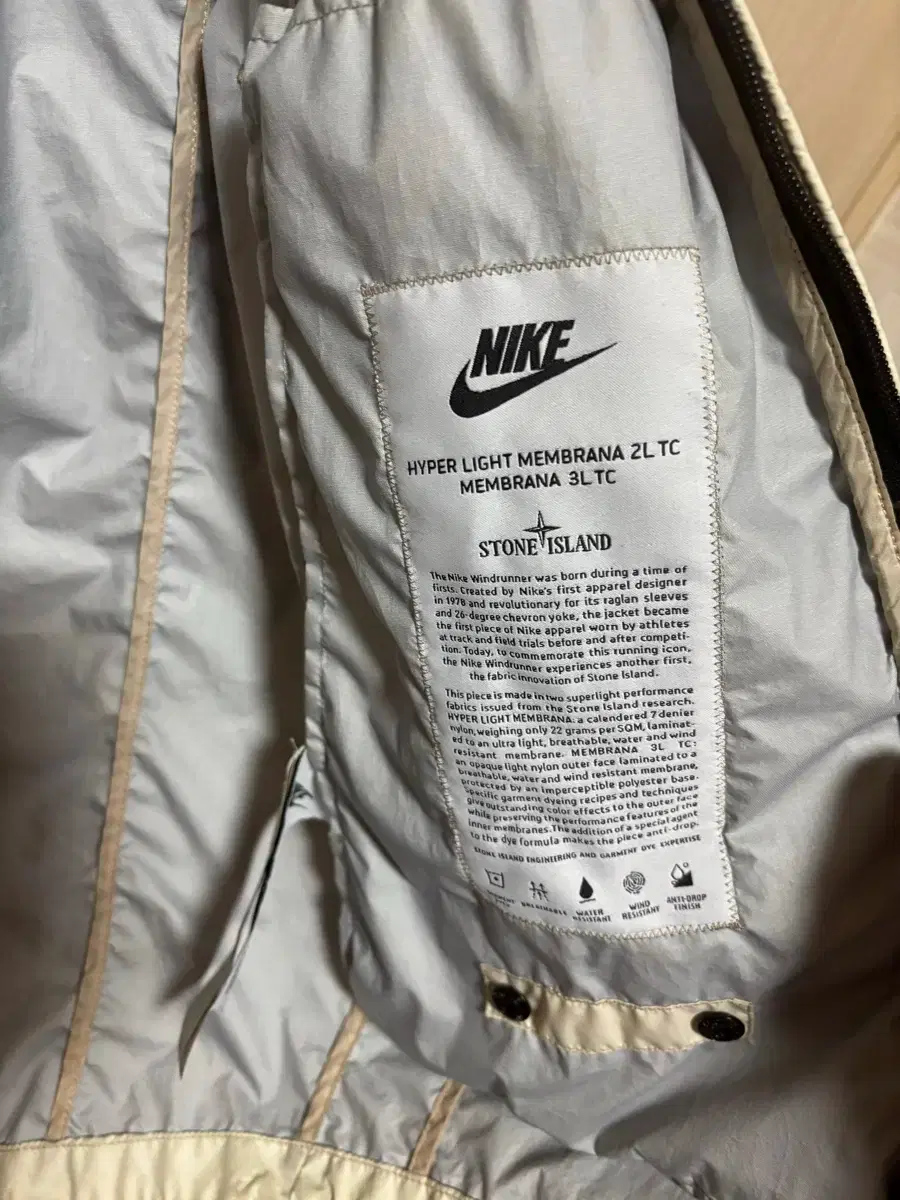 NIKE
HYPER LIGHT MEMBRANA 2L TC
MEMBRANA 3L TC
STONE ISLAND
The Nike Windrunner was born during a time of
firsts. Created by Nike's first apparel designer
in 1978 and revolutionary for its raglan sleeves
and 26-degree chevron yoke, the jacket became
the first piece of Nike apparel worn by athletes
at track and field trials before and after competi-
tion. Today, to commemorate this running icon,
the Nike Windrunner experiences another first,
the fabric innovation of Stone Island.
This piece is made in two superlight performance
fabrics issued from the Stone Island research.
HYPER LIGHT MEMBRANA: a calendered 7 denier
nylon, weighing only 22 grams per SQM, laminat-
ed to an ultra light, breathable, water and wind
resistant membrane. MEMBRANA 3L TC:
an opaque light nylon outer face laminated to a
breathable, water and wind resistant membrane,
protected by an imperceptible polyester base.
Specific garment dyeing recipes and techniques
give outstanding color effects to the outer face
while preserving the performance features of the
inner membranes. The addition of a special agent
to the dye formula makes the piece anti-drop.
STONE ISLAND ENGINEERING AND GARMENT DYE EXPERTISE
BREATHABLE
WATER RESISTANT
WIND RESISTANT
ANTI-DROP FINISH